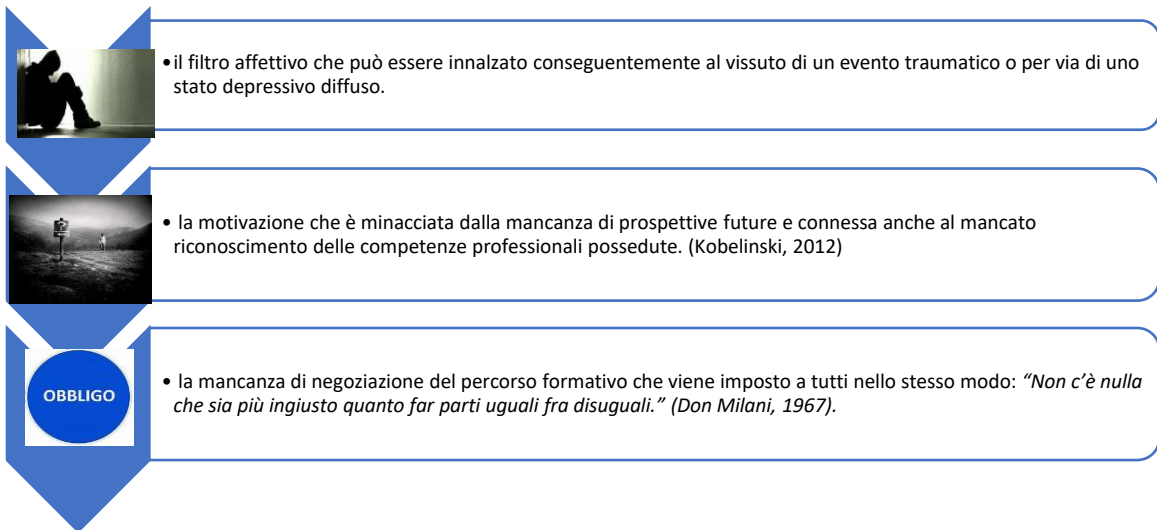 •il filtro affettivo che può essere innalzato conseguentemente al vissuto di un evento traumatico o per via di uno
stato depressivo diffuso.
• la motivazione che è minacciata dalla mancanza di prospettive future e connessa anche al mancato
riconoscimento delle competenze professionali possedute. (Kobelinski, 2012)
OBBLIGO
• la mancanza di negoziazione del percorso formativo che viene imposto a tutti nello stesso modo: “Non c’è nulla
che sia più ingiusto quanto far parti uguali fra disuguali.” (Don Milani, 1967).